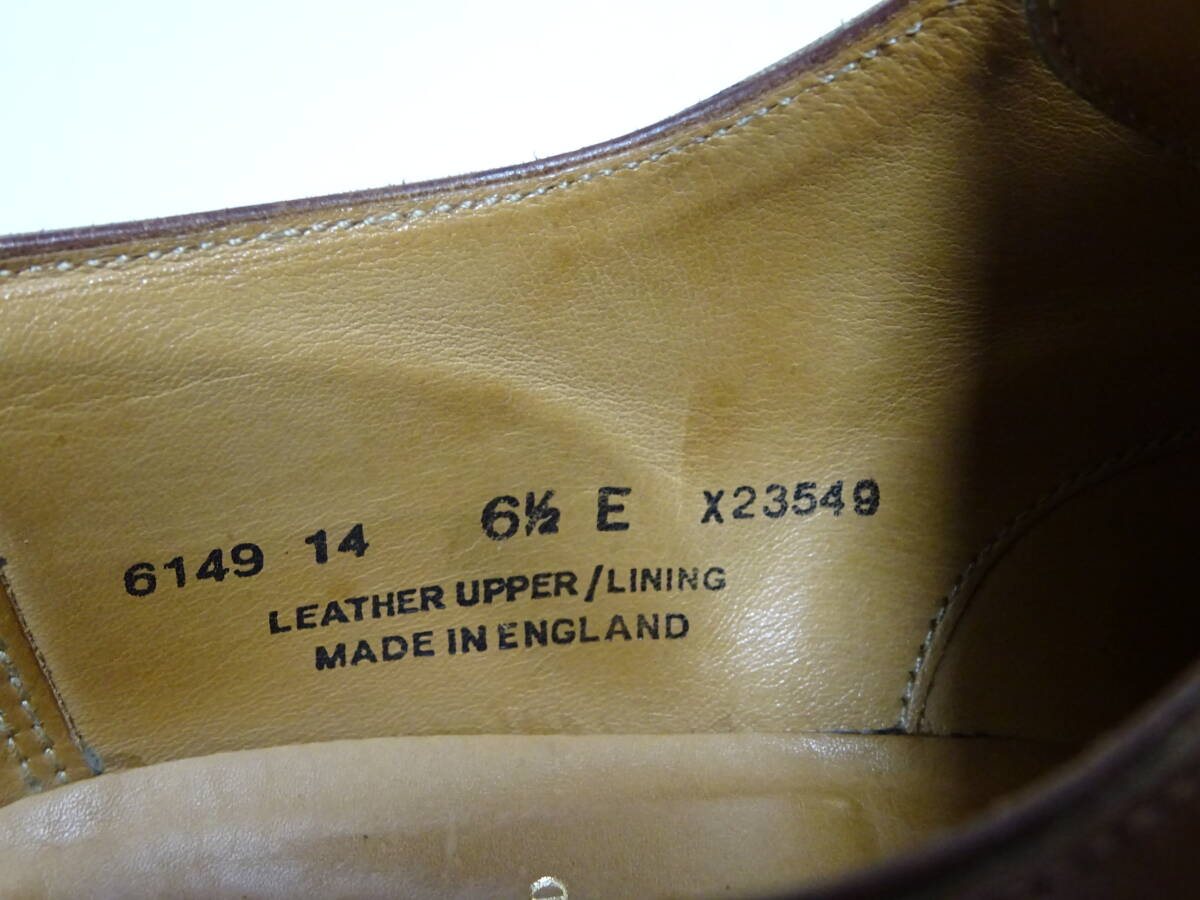 6149 14 6½ E X23549
LEATHER UPPER/LINING
MADE IN ENGLAND